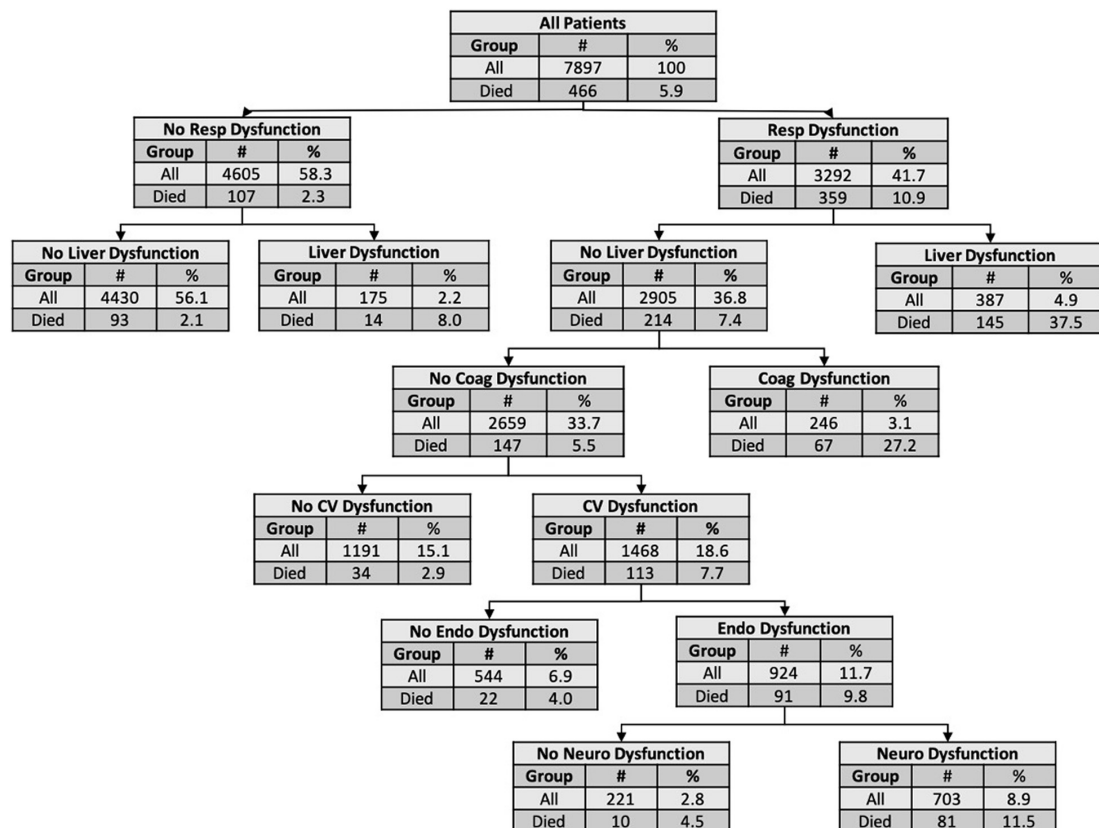 All Patients
Group # %
All 7897 100
Died 466 5.9
No Resp Dysfunction
Group # %
All 4605 58.3
Died 107 2.3
Resp Dysfunction
Group # %
All 3292 41.7
Died 359 10.9
No Liver Dysfunction
Group # %
All 4430 56.1
Died 93 2.1
Liver Dysfunction
Group # %
All 175 2.2
Died 14 8.0
No Liver Dysfunction
Group # %
All 2905 36.8
Died 214 7.4
Liver Dysfunction
Group # %
All 387 4.9
Died 145 37.5
No Coag Dysfunction
Group # %
All 2659 33.7
Died 147 5.5
Coag Dysfunction
Group # %
All 246 3.1
Died 67 27.2
No CV Dysfunction
Group # %
All 1191 15.1
Died 34 2.9
CV Dysfunction
Group # %
All 1468 18.6
Died 113 7.7
No Endo Dysfunction
Group # %
All 544 6.9
Died 22 4.0
Endo Dysfunction
Group # %
All 924 11.7
Died 91 9.8
No Neuro Dysfunction
Group # %
All 221 2.8
Died 10 4.5
Neuro Dysfunction
Group # %
All 703 8.9
Died 81 11.5